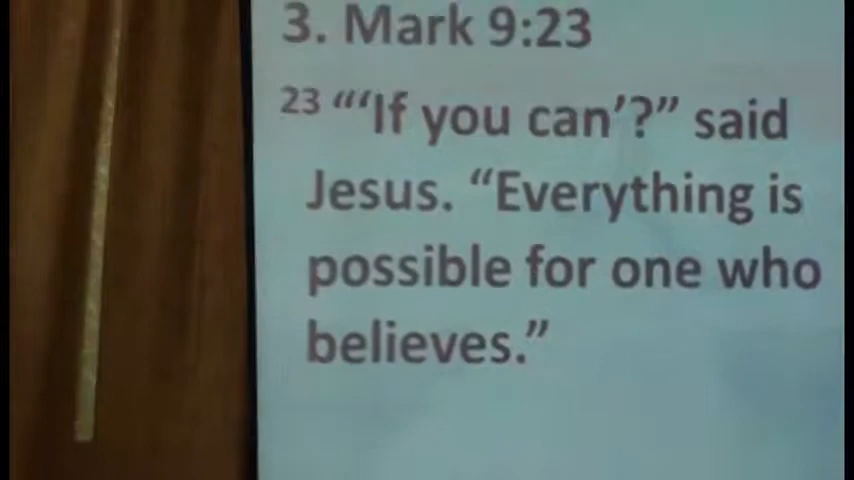 3. Mark 9:23
23 “‘If you can’?” said
Jesus. “Everything is
possible for one who
believes.”